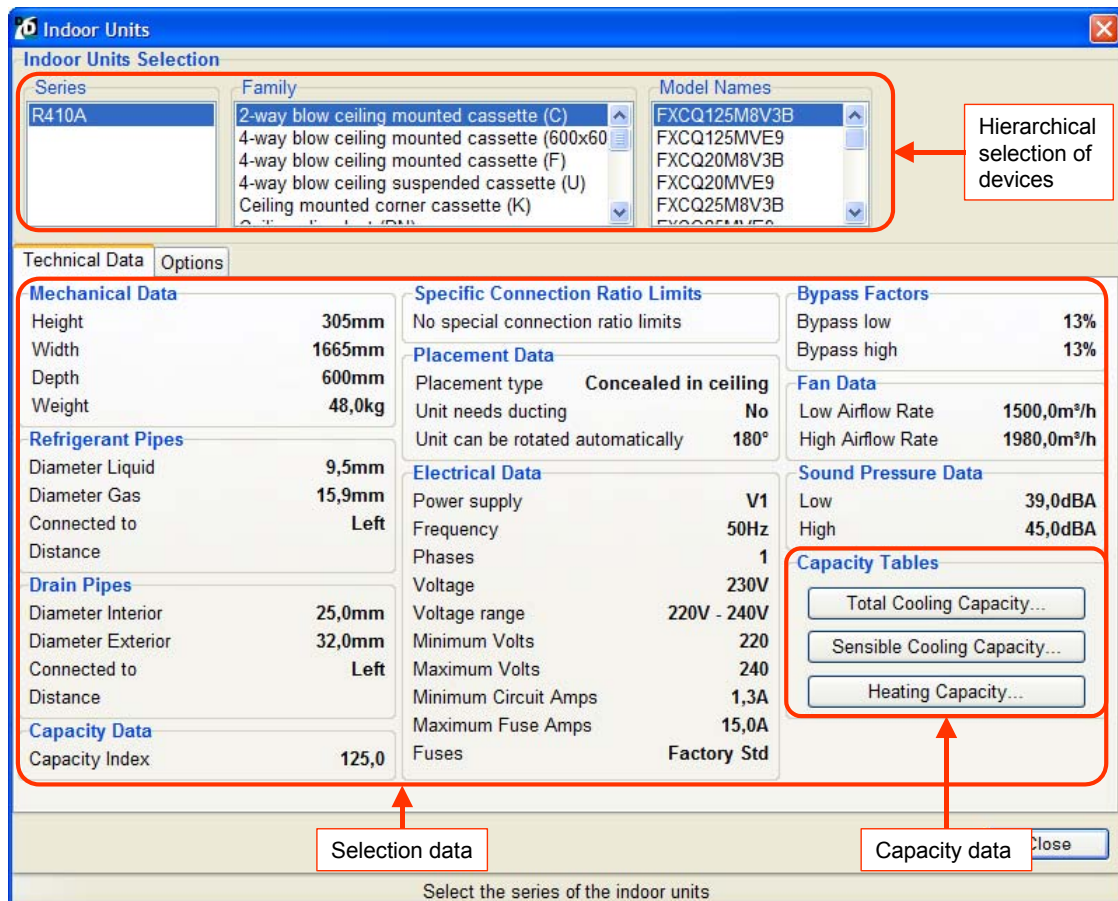 Indoor Units
Indoor Units Selection
Series
R410A
Family
2-way blow ceiling mounted cassette (C)
4-way blow ceiling mounted cassette (600x60
4-way blow ceiling mounted cassette (F)
4-way blow ceiling suspended cassette (U)
Ceiling mounted corner cassette (K)
Model Names
FXCQ125M8V3B
FXCQ125MVE9
FXCQ20M8V3B
FXCQ20MVE9
FXCQ25M8V3B
Hierarchical
selection of
devices
Technical Data
Options
Mechanical Data
Height 305mm
Width 1665mm
Depth 600mm
Weight 48,0kg
Refrigerant Pipes
Diameter Liquid 9,5mm
Diameter Gas 15,9mm
Connected to Left
Distance
Drain Pipes
Diameter Interior 25,0mm
Diameter Exterior 32,0mm
Connected to Left
Distance
Capacity Data
Capacity Index 125,0
Specific Connection Ratio Limits
No special connection ratio limits
Placement Data
Placement type Concealed in ceiling
Unit needs ducting No
Unit can be rotated automatically 180°
Electrical Data
Power supply V1
Frequency 50Hz
Phases 1
Voltage 230V
Voltage range 220V - 240V
Minimum Volts 220
Maximum Volts 240
Minimum Circuit Amps 1,3A
Maximum Fuse Amps 15,0A
Fuses Factory Std
Bypass Factors
Bypass low 13%
Bypass high 13%
Fan Data
Low Airflow Rate 1500,0m³/h
High Airflow Rate 1980,0m³/h
Sound Pressure Data
Low 39,0dBA
High 45,0dBA
Capacity Tables
Total Cooling Capacity...
Sensible Cooling Capacity...
Heating Capacity...
Selection data
Capacity data
Close
Select the series of the indoor units